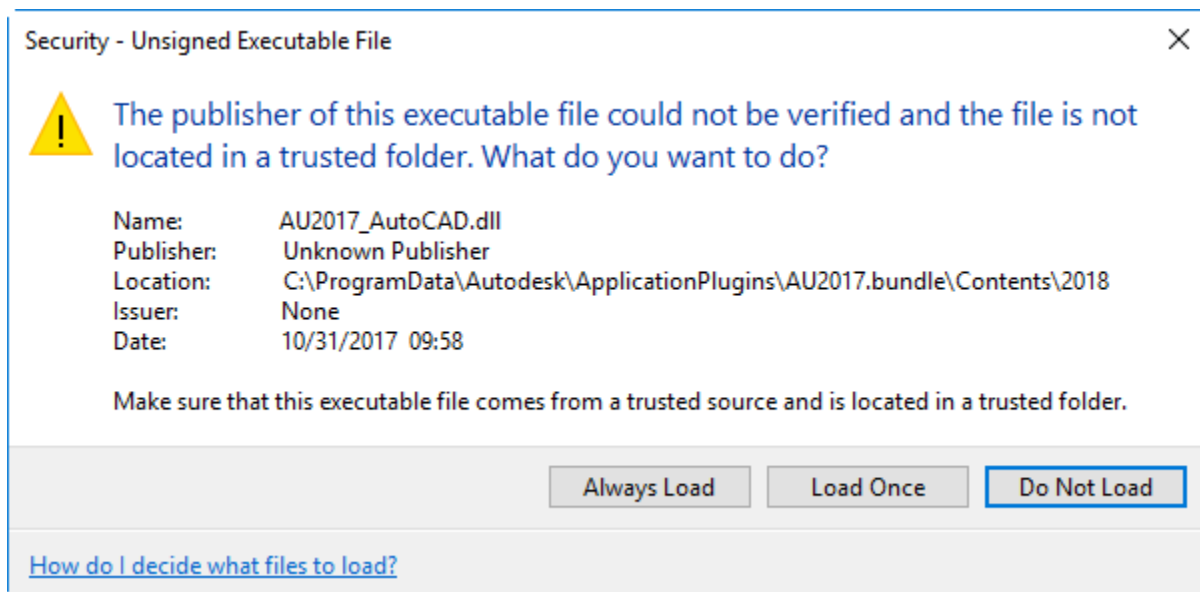 Security - Unsigned Executable File
The publisher of this executable file could not be verified and the file is not
located in a trusted folder. What do you want to do?
Name: AU2017_AutoCAD.dll
Publisher: Unknown Publisher
Location: C:\ProgramData\Autodesk\ApplicationPlugins\AU2017.bundle\Contents\2018
Issuer: None
Date: 10/31/2017 09:58
Make sure that this executable file comes from a trusted source and is located in a trusted folder.
Always Load Load Once Do Not Load
How do I decide what files to load?